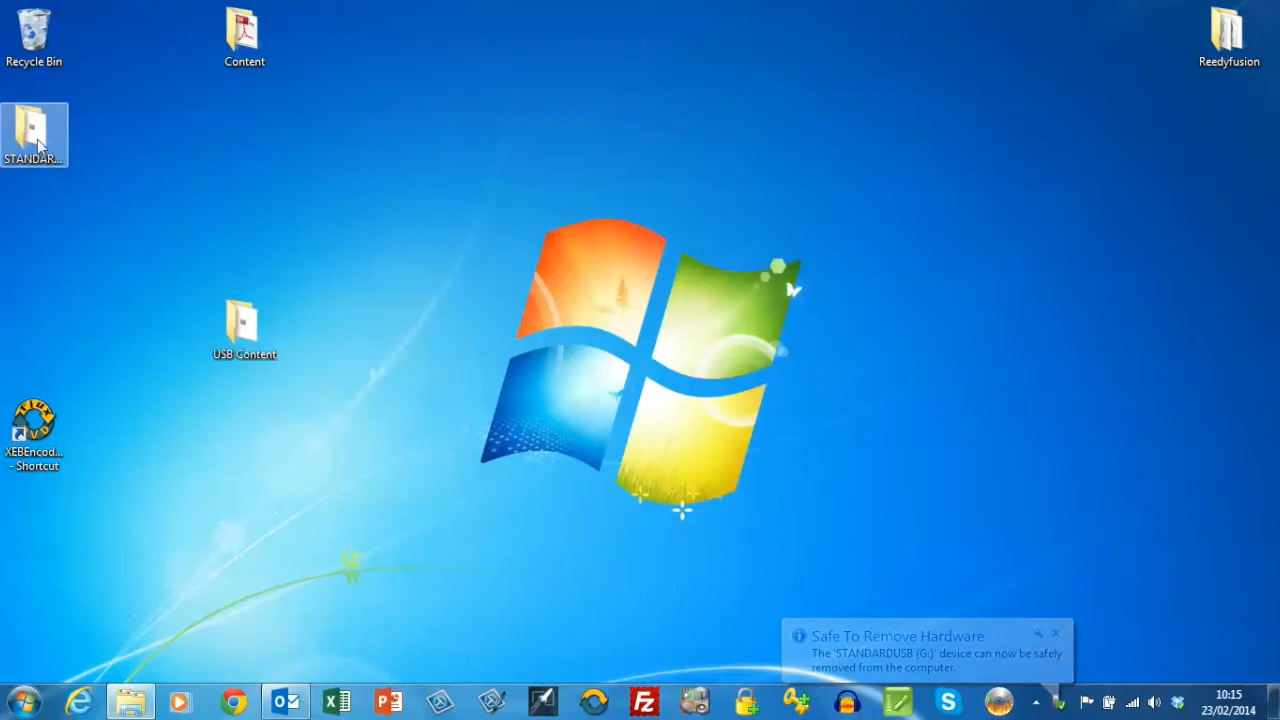 Recycle Bin
Content
Reedyfusion
STANDAR...
USB Content
XEBEncod...
- Shortcut
Safe To Remove Hardware
The 'STANDARDUSB (G:)' device can now be safely
removed from the computer.
10:15
23/02/2014